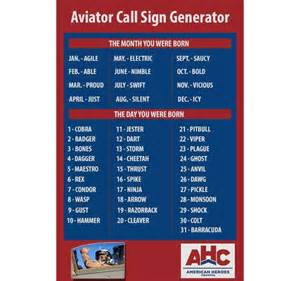 Aviator Call Sign Generator
THE MONTH YOU WERE BORN
JAN. - AGILE MAY. - ELECTRIC SEPT. - SAUCY
FEB. - ABLE JUNE - NIMBLE OCT. - BOLD
MAR. - PROUD JULY - SWIFT NOV. - VICIOUS
APRIL - JUST AUG. - SILENT DEC. - ICY
THE DAY YOU WERE BORN
1 - COBRA 11 - JESTER 21 - PITBULL
2 - BADGER 12 - DART 22 - VIPER
3 - BONES 13 - STORM 23 - PLAGUE
4 - DAGGER 14 - CHEETAH 24 - GHOST
5 - MAESTRO 15 - THRUST 25 - ANVIL
6 - REX 16 - SPIKE 26 - DAWG
7 - CONDOR 17 - NINJA 27 - PICKLE
8 - WASP 18 - ARROW 28 - MONSOON
9 - GUST 19 - RAZORBACK 29 - SHOCK
10 - HAMMER 20 - CLEAVER 30 - COLT
31 - BARRACUDA
AHC
AMERICAN HEROES
CHANNEL